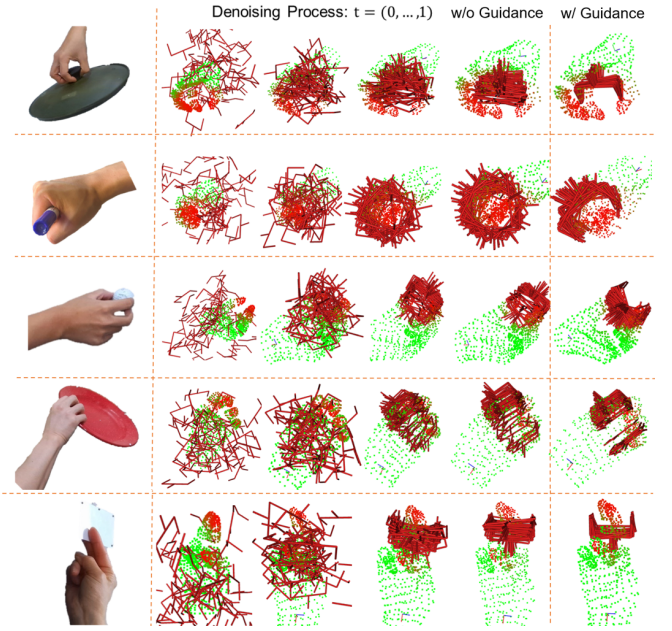 Denoising Process: t = (0, ...,1) w/o Guidance w/ Guidance